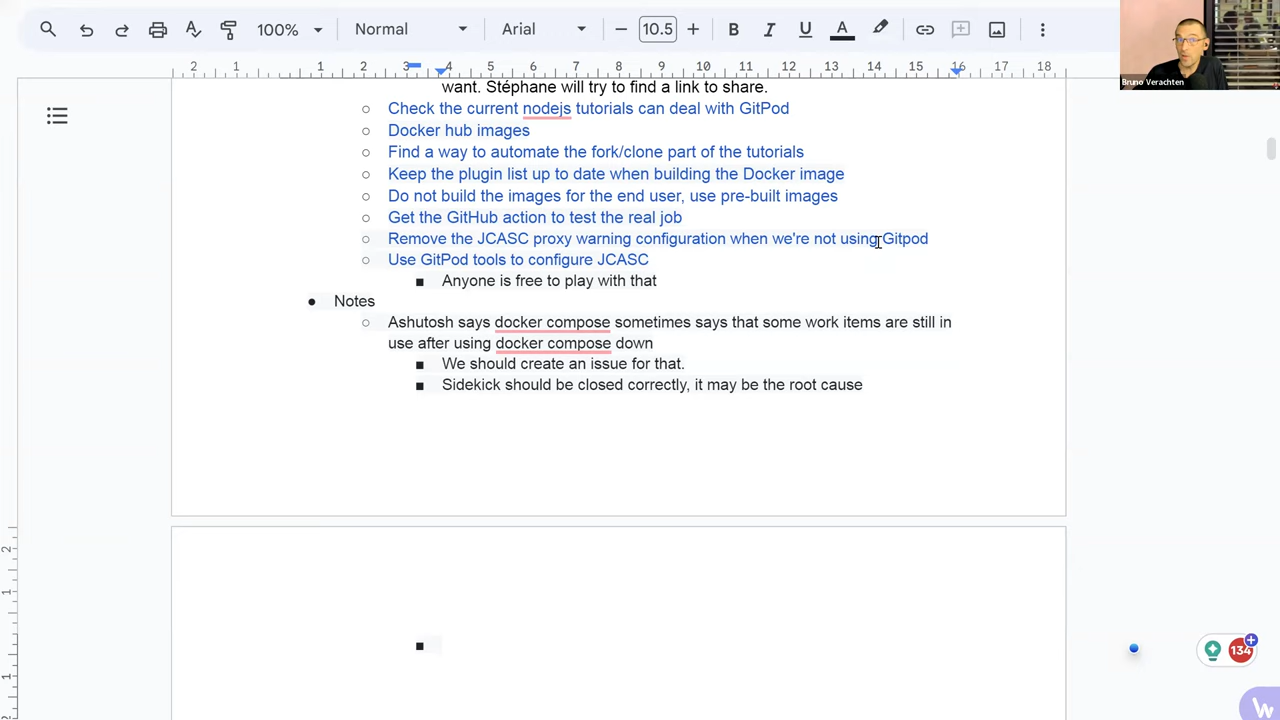 100%
Normal
Arial
10.5
B
I
U
A
Bruno Verachten
2 1 1 2 3 4 5 6 7 8 9 10 11 12 13 14 15 16 17 18
want. Stéphane will try to find a link to share.
Check the current nodejs tutorials can deal with GitPod
Docker hub images
Find a way to automate the fork/clone part of the tutorials
Keep the plugin list up to date when building the Docker image
Do not build the images for the end user, use pre-built images
Get the GitHub action to test the real job
Remove the JCASC proxy warning configuration when we're not using Gitpod
Use GitPod tools to configure JCASC
Anyone is free to play with that
Notes
Ashutosh says docker compose sometimes says that some work items are still in
use after using docker compose down
We should create an issue for that.
Sidekick should be closed correctly, it may be the root cause
2
1
1
134